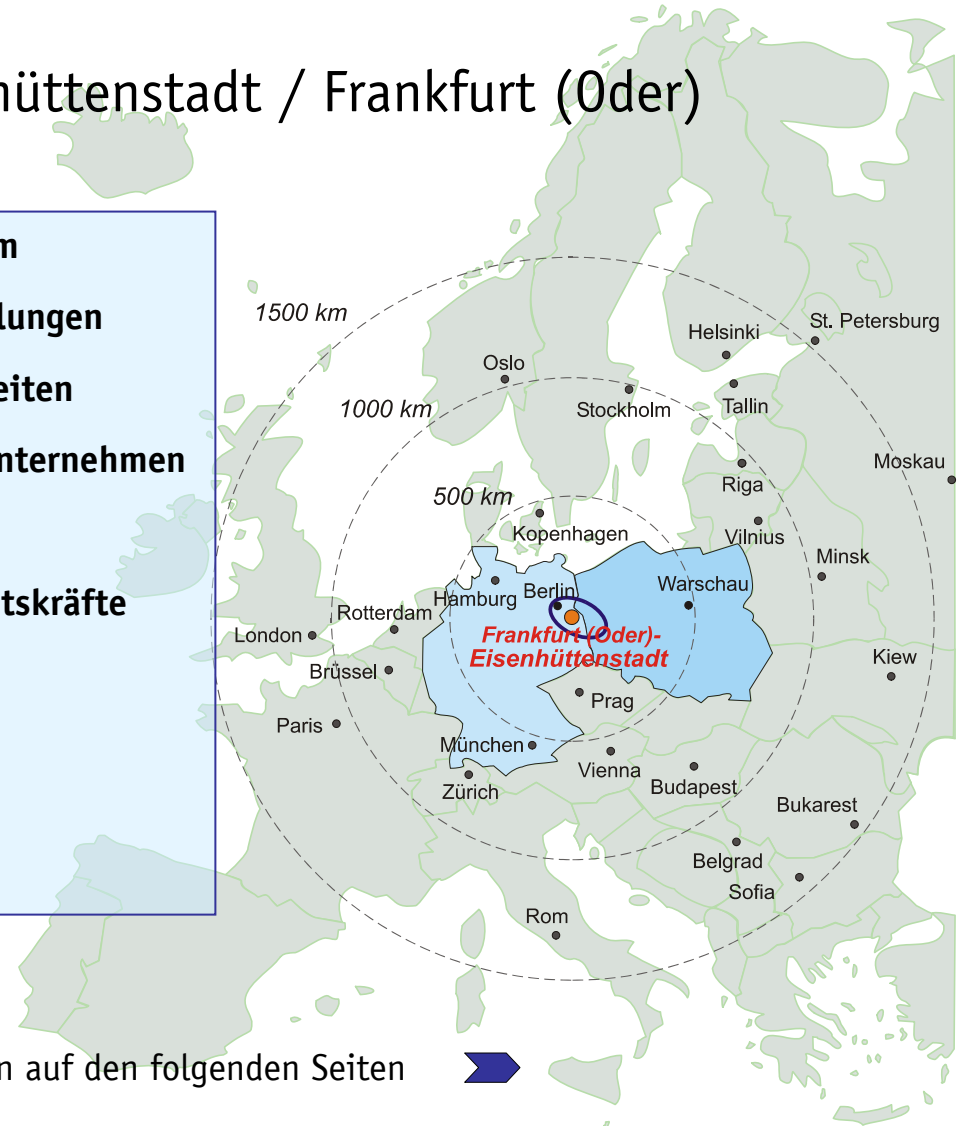 hüttenstadt / Frankfurt (Oder)
m
lungen
eiten
nternehmen
tskräfte
1500 km
1000 km
500 km
Helsinki
St. Petersburg
Oslo
Stockholm
Tallin
Moskau
Riga
Kopenhagen
Vilnius
Minsk
Hamburg
Berlin
Warschau
Rotterdam
London
Frankfurt (Oder)-
Eisenhüttenstadt
Brüssel
Kiew
Prag
Paris
München
Vienna
Zürich
Budapest
Bukarest
Belgrad
Sofia
Rom
n auf den folgenden Seiten